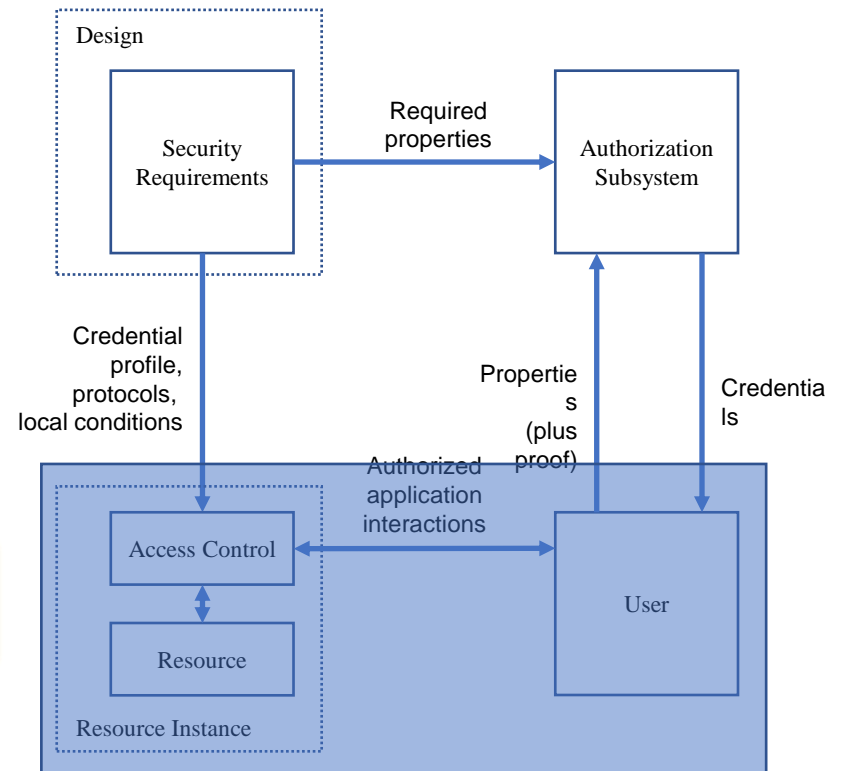 Design
Security
Requirements
Required
properties
Authorization
Subsystem
Credential
profile,
protocols,
local conditions
Propertie
s
(plus
proof)
Credentia
ls
Authorized
application
interactions
Access Control
User
Resource
Resource Instance